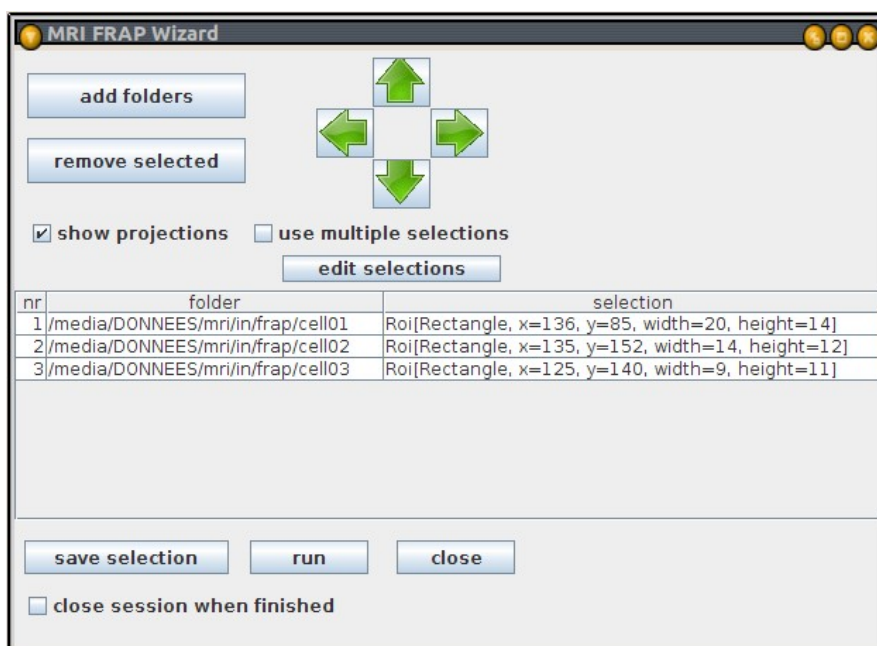 MRI FRAP Wizard
add folders
remove selected
show projections use multiple selections
edit selections
nr folder selection
1 /media/DONNEES/mri/in/frap/cell01 Roi[Rectangle, x=136, y=85, width=20, height=14]
2 /media/DONNEES/mri/in/frap/cell02 Roi[Rectangle, x=135, y=152, width=14, height=12]
3 /media/DONNEES/mri/in/frap/cell03 Roi[Rectangle, x=125, y=140, width=9, height=11]
save selection run close
close session when finished